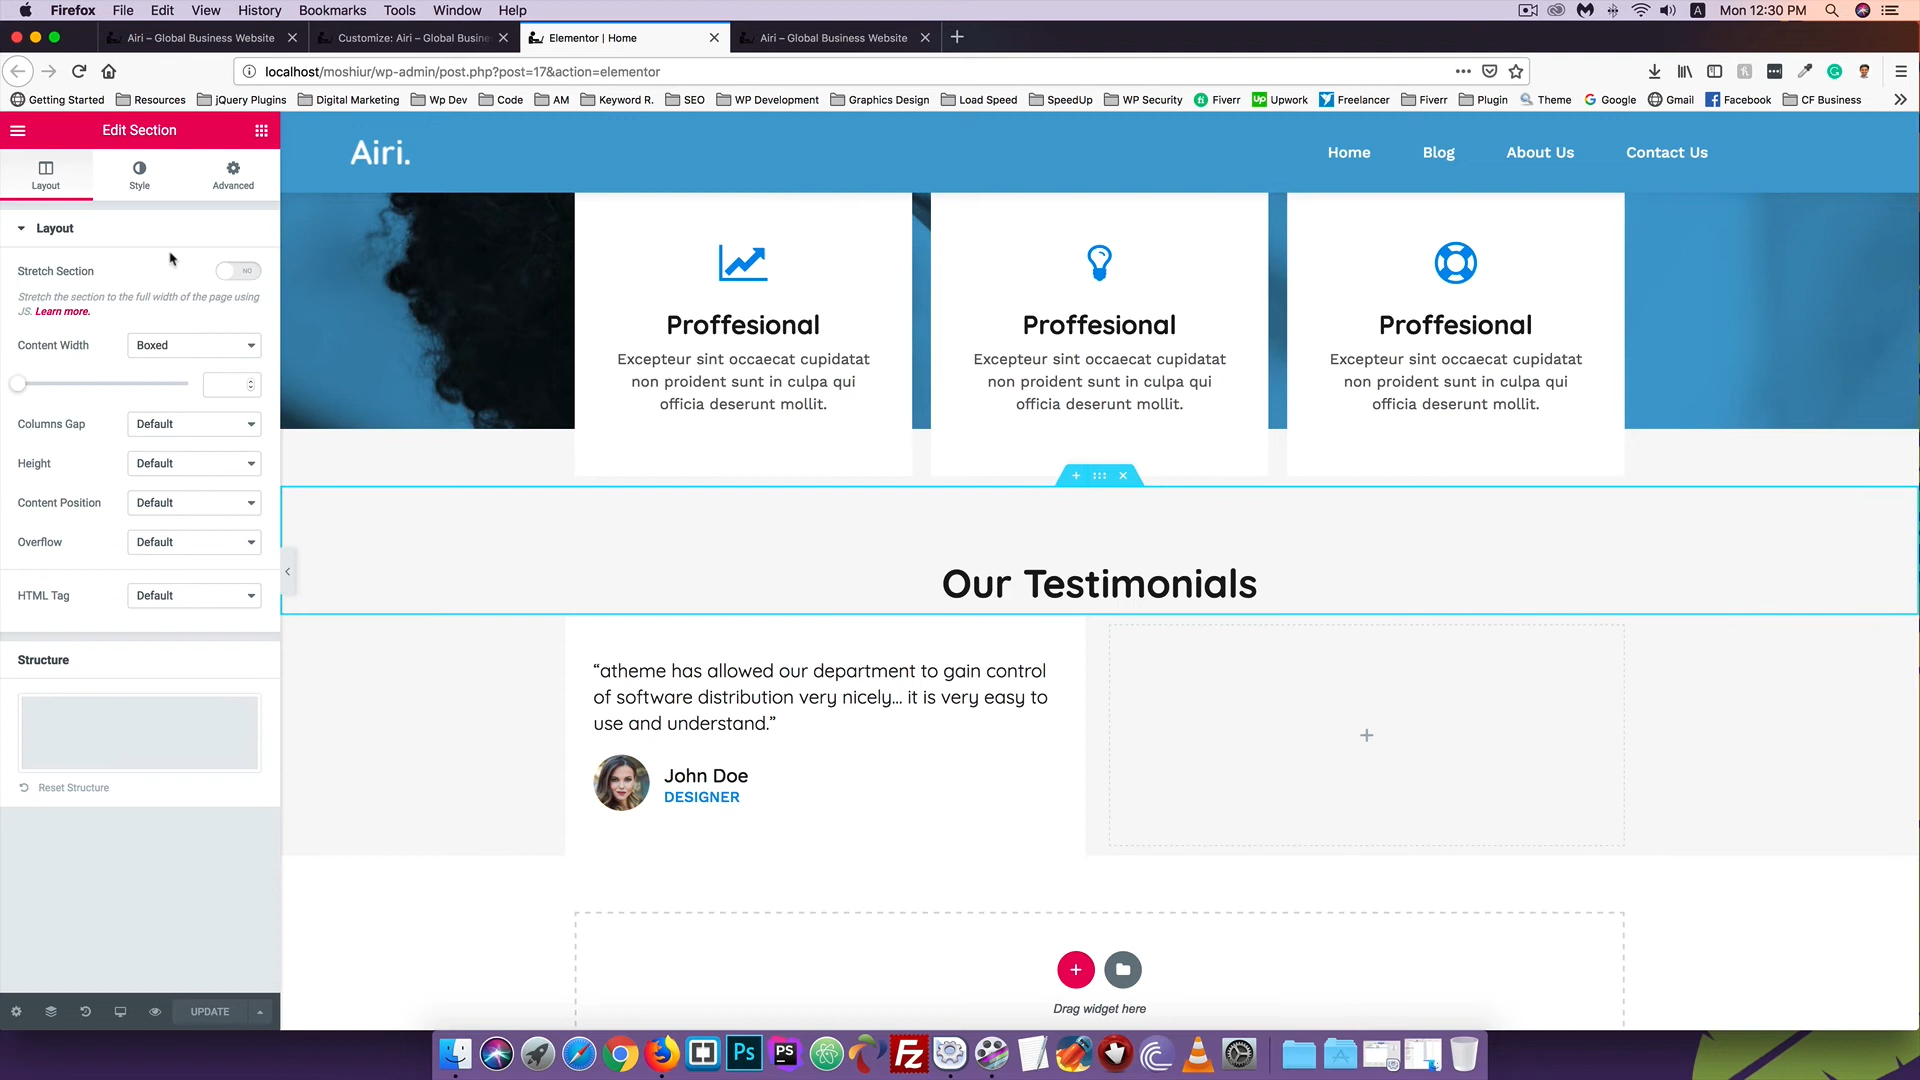 Firefox File Edit View History Bookmarks Tools Window Help
A Mon 12:30 PM
Airi – Global Business Website
Customize: Airi – Global Busine
Elementor | Home
Airi – Global Business Website
localhost/moshiur/wp-admin/post.php?post=17&action=elementor
Getting Started Resources jQuery Plugins Digital Marketing Wp Dev Code AM Keyword R. SEO WP Development Graphics Design Load Speed SpeedUp WP Security Fiverr Upwork Freelancer Fiverr Plugin Theme Google Gmail Facebook CF Business
Edit Section
Layout Style Advanced
Layout
Stretch Section NO
Stretch the section to the full width of the page using
JS. Learn more.
Content Width Boxed
Columns Gap Default
Height Default
Content Position Default
Overflow Default
HTML Tag Default
Structure
Reset Structure
UPDATE
Airi.
Home Blog About Us Contact Us
Proffesional
Excepteur sint occaecat cupidatat
non proident sunt in culpa qui
officia deserunt mollit.
Proffesional
Excepteur sint occaecat cupidatat
non proident sunt in culpa qui
officia deserunt mollit.
Proffesional
Excepteur sint occaecat cupidatat
non proident sunt in culpa qui
officia deserunt mollit.
Our Testimonials
“atheme has allowed our department to gain control
of software distribution very nicely... it is very easy to
use and understand.”
John Doe
DESIGNER
Drag widget here
Ps
PS
FZ